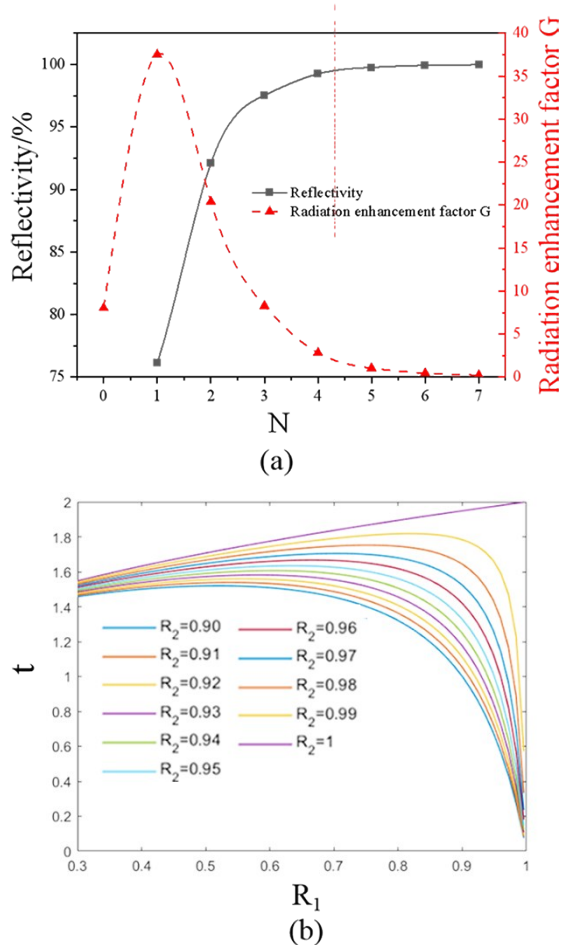 Reflectivity/%
100
95
90
85
80
75
40
35
30
25
20
15
10
5
0
Radiation enhancement factor G
Reflectivity
Radiation enhancement factor G
0 1 2 3 4 5 6 7
N
(a)
t
2
1.8
1.6
1.4
1.2
1
0.8
0.6
0.4
0.2
0
R2=0.90 R2=0.96
R2=0.91 R2=0.97
R2=0.92 R2=0.98
R2=0.93 R2=0.99
R2=0.94 R2=1
R2=0.95
0.3 0.4 0.5 0.6 0.7 0.8 0.9 1
R1
(b)